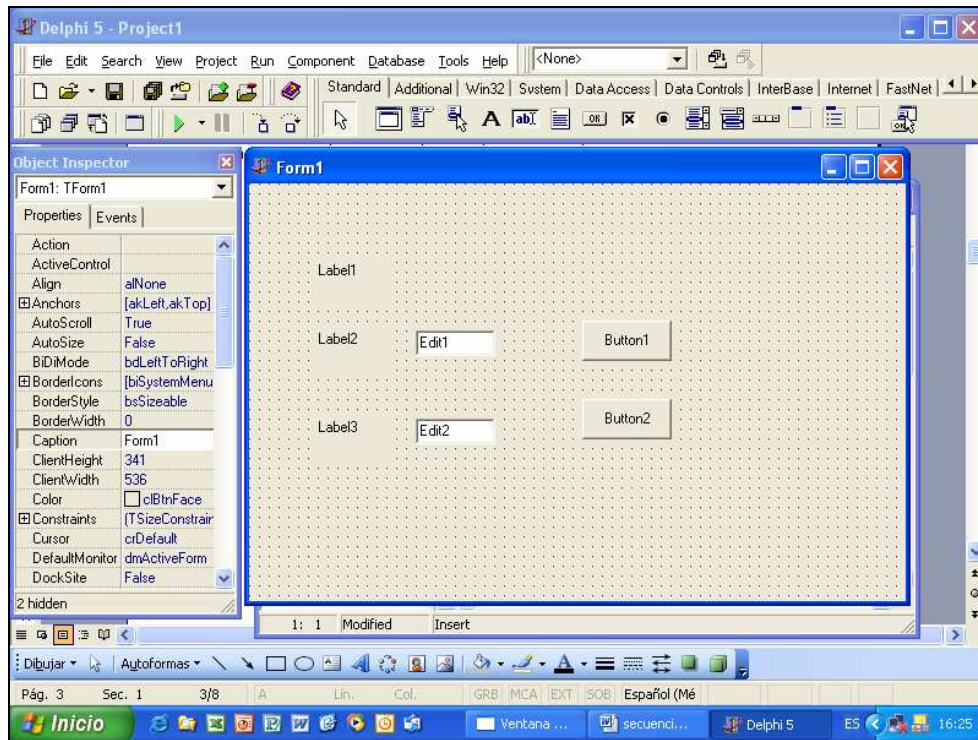 Delphi 5 - Project1
File Edit Search View Project Run Component Database Tools Help <None>
Standard Additional Win32 System Data Access Data Controls InterBase Internet FastNet
Object Inspector
Form1: TForm1
Properties Events
Action
ActiveControl
Align alNone
Anchors [akLeft,akTop]
AutoScroll True
AutoSize False
BiDiMode bdLeftToRight
BorderIcons [biSystemMenu
BorderStyle bsSizeable
BorderWidth 0
Caption Form1
ClientHeight 341
ClientWidth 536
Color clBtnFace
Constraints (TSizeConstrair
Cursor crDefault
DefaultMonitor dmActiveForm
DockSite False
2 hidden
Form1
Label1
Label2 Edit1 Button1
Label3 Edit2 Button2
1: 1 Modified Insert
Dibujar Autoformas
Pág. 3 Sec. 1 3/8 A Lín. Col. GRB MCA EXT SOB Español (Mé
Inicio Ventana ... secuenci... Delphi 5 ES 16:25